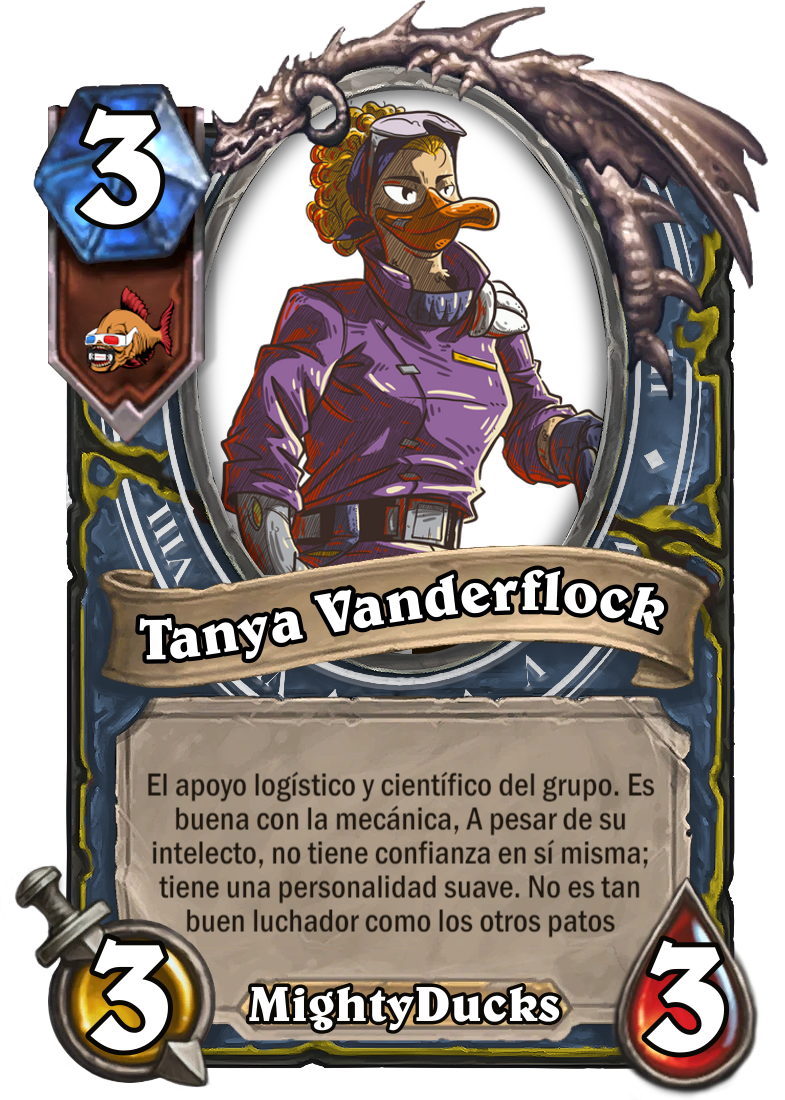 3
Tanya Vanderflock
El apoyo logístico y científico del grupo. Es
buena con la mecánica, A pesar de su
intelecto, no tiene confianza en sí misma;
tiene una personalidad suave. No es tan
buen luchador como los otros patos
3
MightyDucks
3